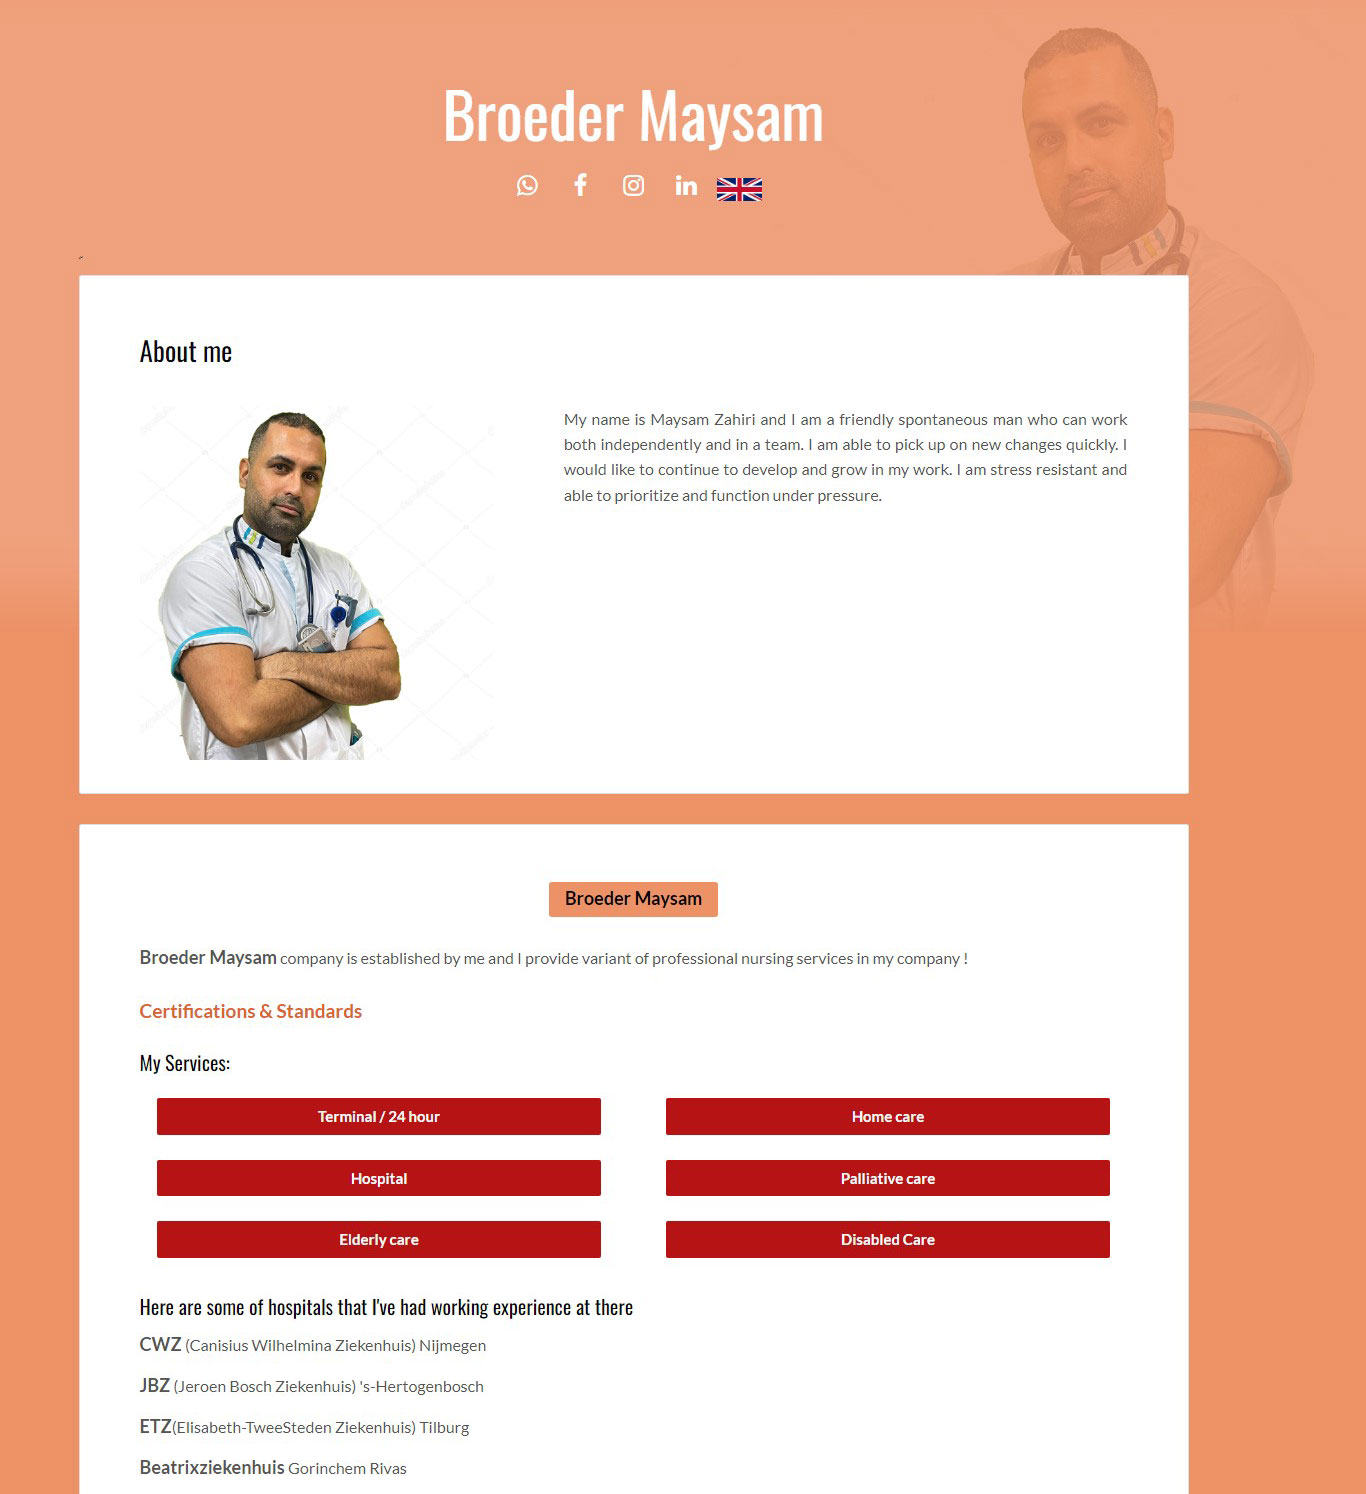 Broeder Maysam
About me
My name is Maysam Zahiri and I am a friendly spontaneous man who can work
both independently and in a team. I am able to pick up on new changes quickly. I
would like to continue to develop and grow in my work. I am stress resistant and
able to prioritize and function under pressure.
Broeder Maysam
Broeder Maysam company is established by me and I provide variant of professional nursing services in my company !
Certifications & Standards
My Services:
Terminal / 24 hour
Home care
Hospital
Palliative care
Elderly care
Disabled Care
Here are some of hospitals that I've had working experience at there
CWZ (Canisius Wilhelmina Ziekenhuis) Nijmegen
JBZ (Jeroen Bosch Ziekenhuis) 's-Hertogenbosch
ETZ(Elisabeth-TweeSteden Ziekenhuis) Tilburg
Beatrixziekenhuis Gorinchem Rivas